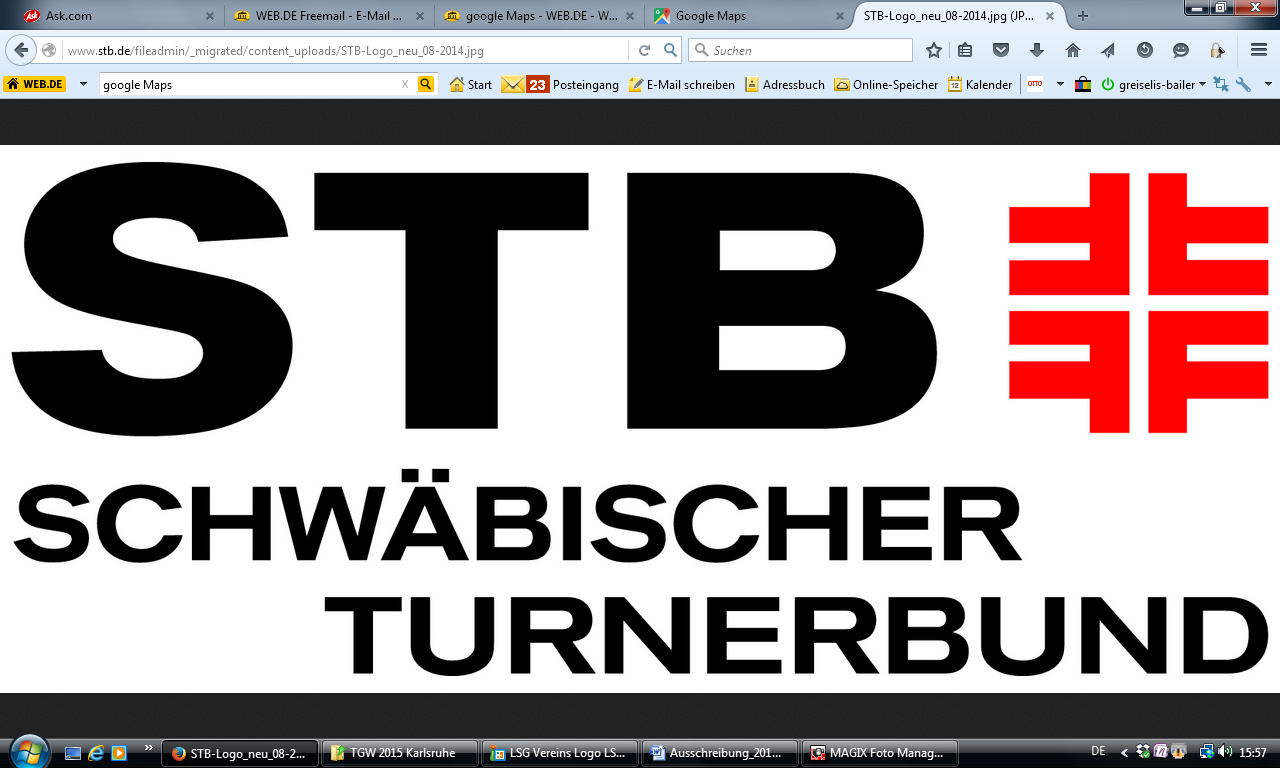 Ask.com
WEB.DE Freemail - E-Mail ...
google Maps - WEB.DE - W...
Google Maps
STB-Logo_neu_08-2014.jpg (JP...
www.stb.de/fileadmin/_migrated/content_uploads/STB-Logo_neu_08-2014.jpg
Suchen
WEB.DE
google Maps
X
Start
23
Posteingang
E-Mail schreiben
Adressbuch
Online-Speicher
12
Kalender
OTTO
greiselis-bailer
STB
SCHWÄBISCHER
TURNERBUND
STB-Logo_neu_08-2...
TGW 2015 Karlsruhe
LSG Vereins Logo LS...
Ausschreibung_201...
MAGIX Foto Manag...
DE
15:57